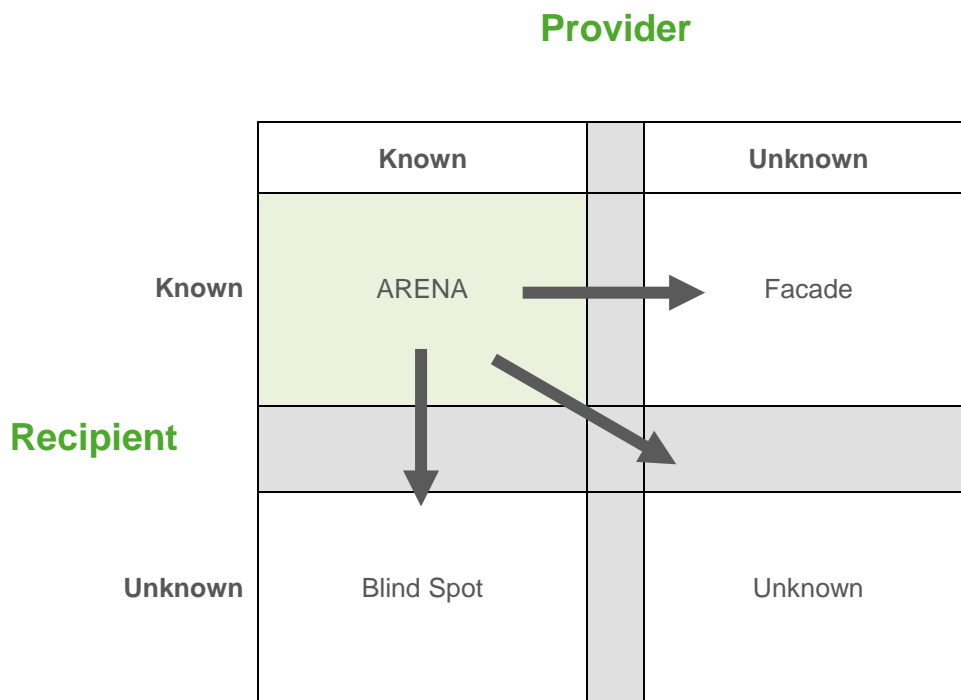 Provider
Known Unknown
Known ARENA Facade
Recipient
Unknown Blind Spot Unknown